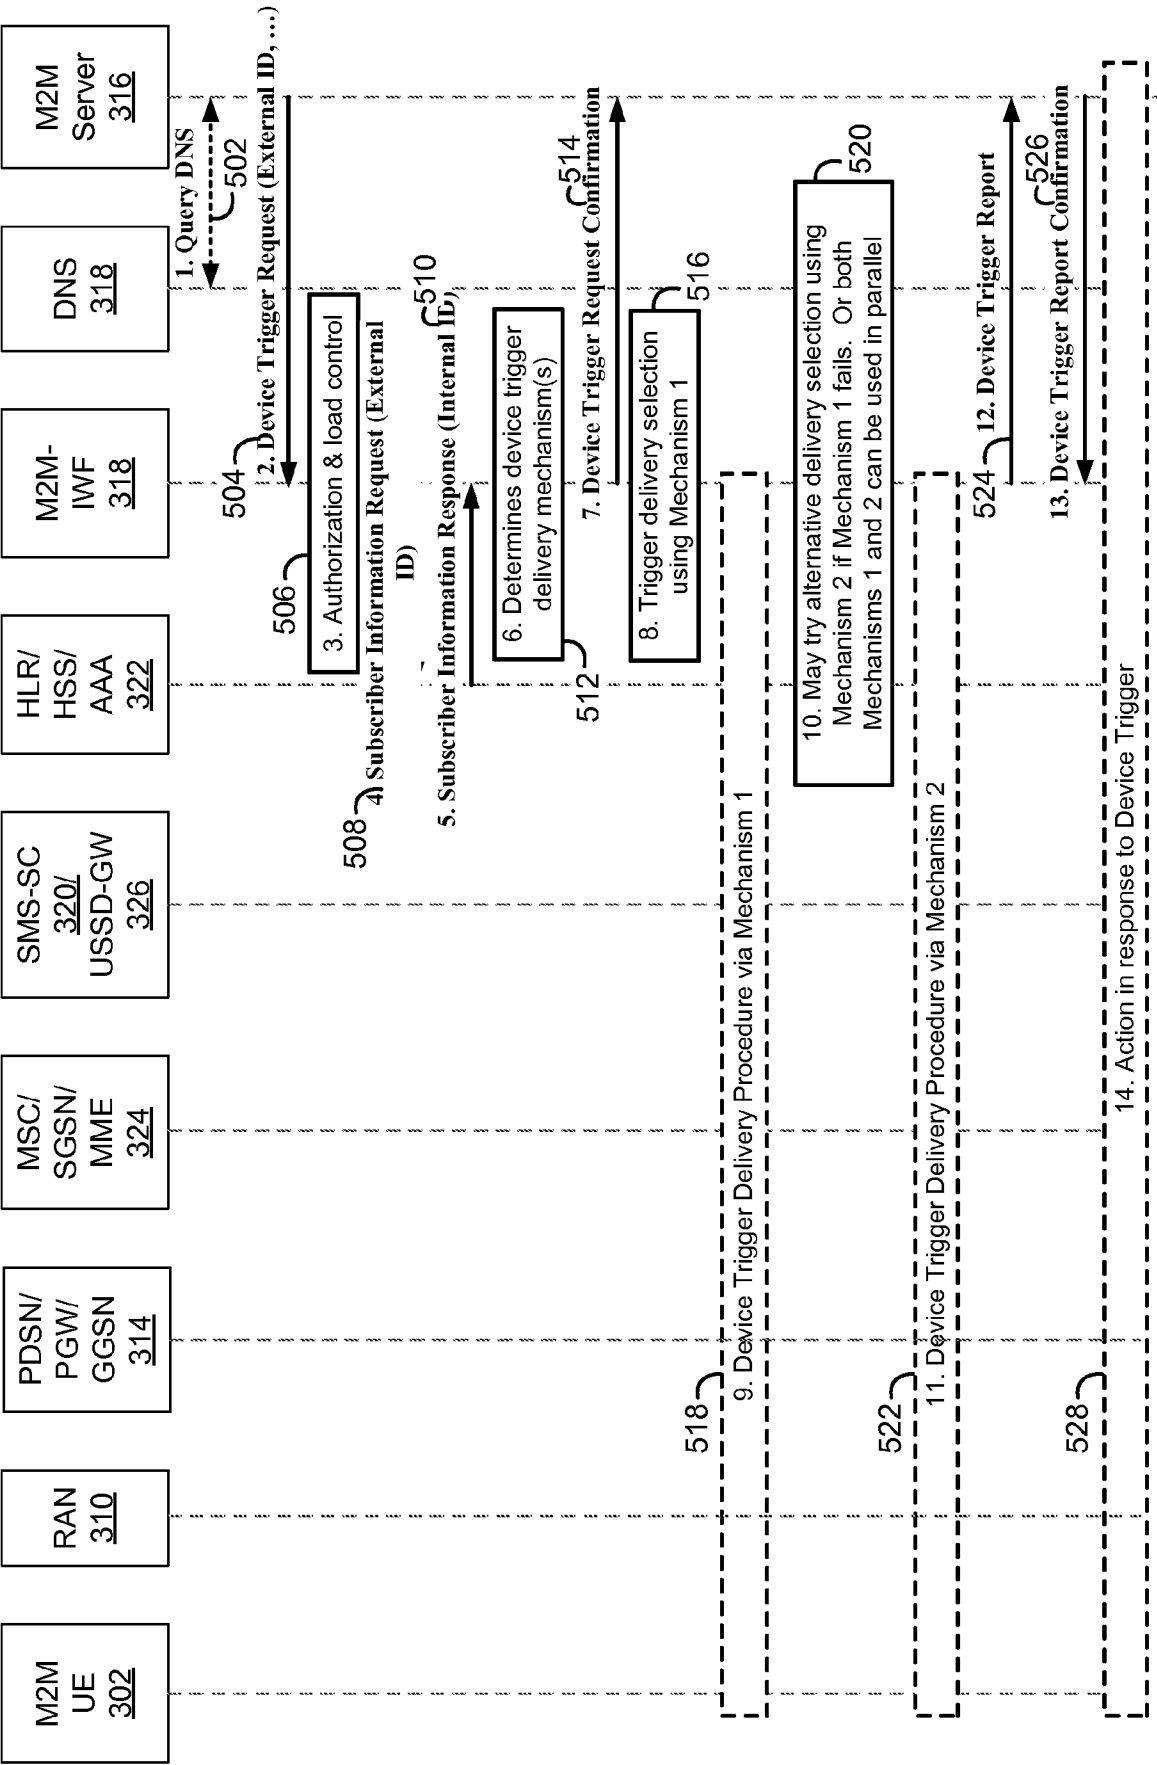 M2M
UE
302
RAN
310
PDSN/
PGW/
GGSN
314
MSC/
SGSN/
MME
324
SMS-SC
320/
USSD-GW
326
HLR/
HSS/
AAA
322
M2M-
IWF
318
DNS
318
M2M
Server
316
1. Query DNS
502
504
2. Device Trigger Request (External ID, …)
506
3. Authorization & load control
508
4. Subscriber Information Request (External
ID)
510
5. Subscriber Information Response (Internal ID)
6. Determines device trigger
delivery mechanism(s)
512
514
7. Device Trigger Request Confirmation
8. Trigger delivery selection
using Mechanism 1
516
518
9. Device Trigger Delivery Procedure via Mechanism 1
10. May try alternative delivery selection using
Mechanism 2 if Mechanism 1 fails. Or both
Mechanisms 1 and 2 can be used in parallel
520
522
11. Device Trigger Delivery Procedure via Mechanism 2
524
12. Device Trigger Report
526
13. Device Trigger Report Confirmation
528
14. Action in response to Device Trigger